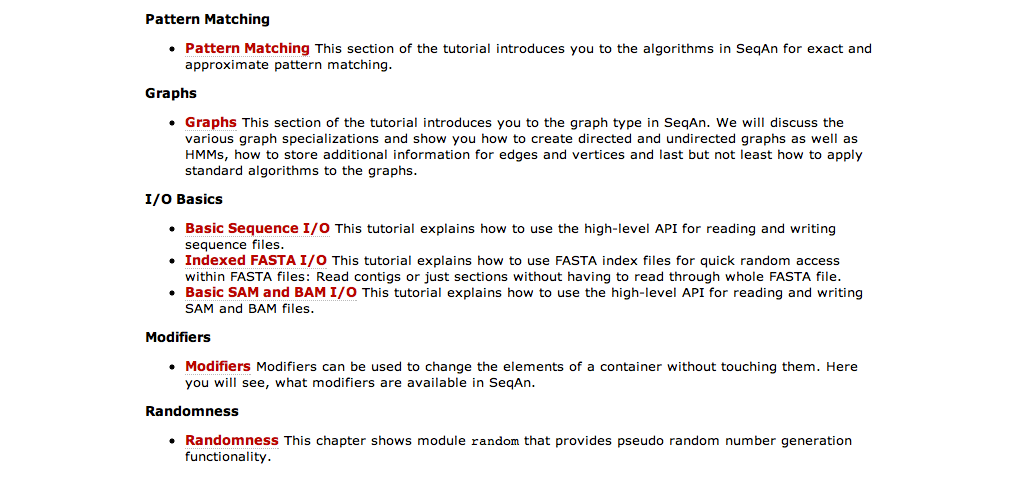 Pattern Matching
• Pattern Matching This section of the tutorial introduces you to the algorithms in SeqAn for exact and
approximate pattern matching.
Graphs
• Graphs This section of the tutorial introduces you to the graph type in SeqAn. We will discuss the
various graph specializations and show you how to create directed and undirected graphs as well as
HMMs, how to store additional information for edges and vertices and last but not least how to apply
standard algorithms to the graphs.
I/O Basics
• Basic Sequence I/O This tutorial explains how to use the high-level API for reading and writing
sequence files.
• Indexed FASTA I/O This tutorial explains how to use FASTA index files for quick random access
within FASTA files: Read contigs or just sections without having to read through whole FASTA file.
• Basic SAM and BAM I/O This tutorial explains how to use the high-level API for reading and writing
SAM and BAM files.
Modifiers
• Modifiers Modifiers can be used to change the elements of a container without touching them. Here
you will see, what modifiers are available in SeqAn.
Randomness
• Randomness This chapter shows module random that provides pseudo random number generation
functionality.